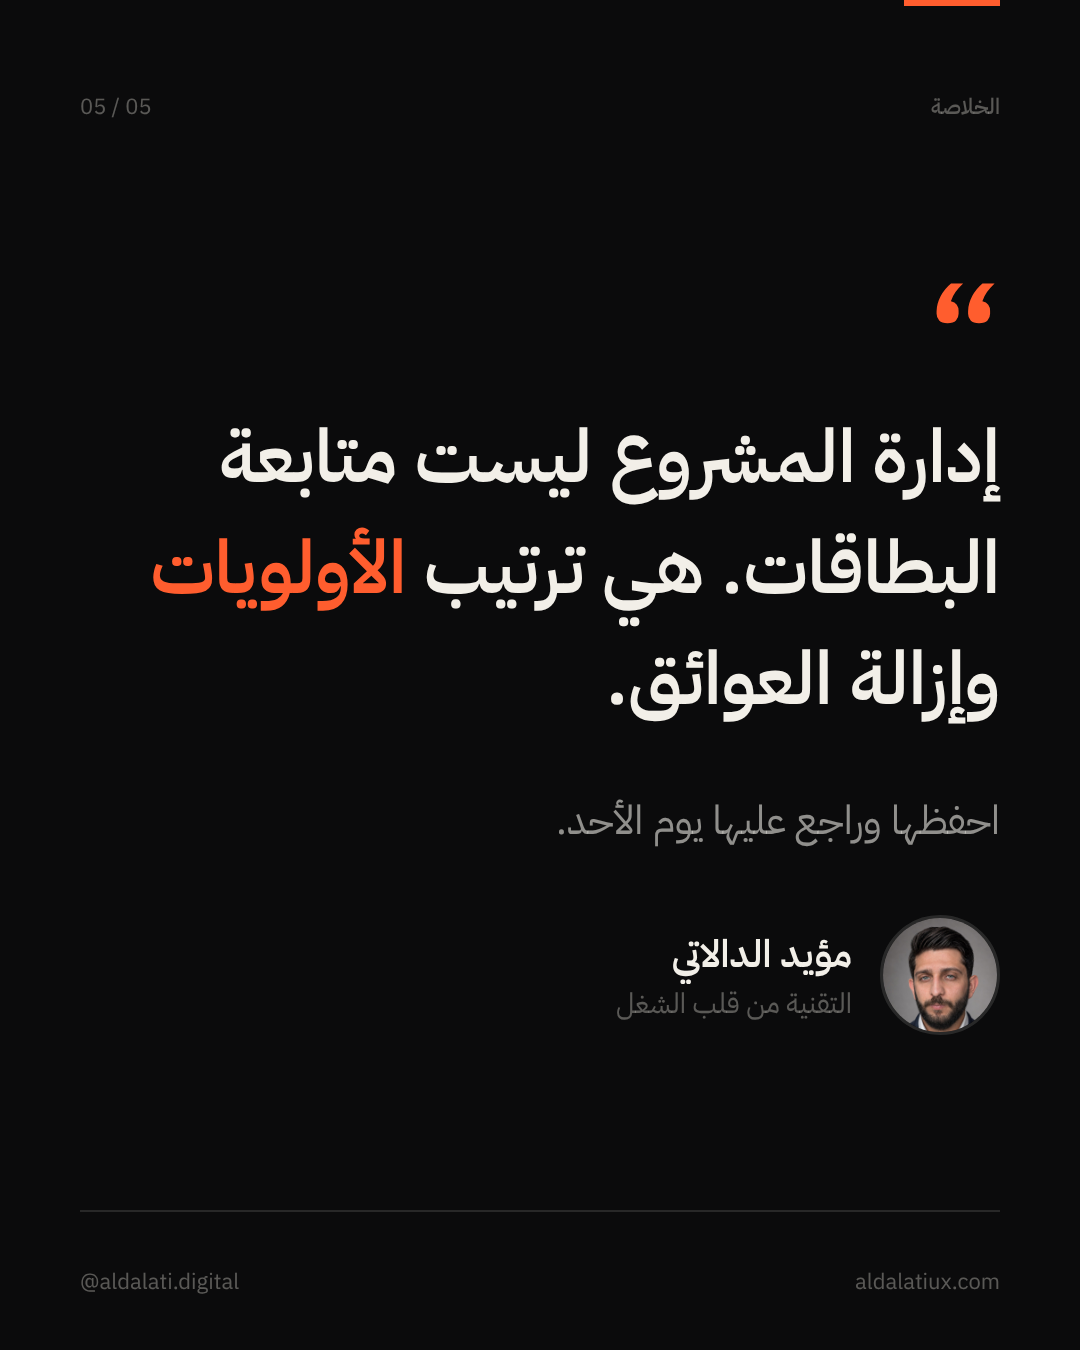 الخلاصة
05 / 05
“
إدارة المشروع ليست متابعة
البطاقات. هي ترتيب الأولويات
وإزالة العوائق.
احفظها وراجع عليها يوم الأحد.
مؤيد الدالاتي
التقنية من قلب الشغل
aldalatiux.com
@aldalati.digital